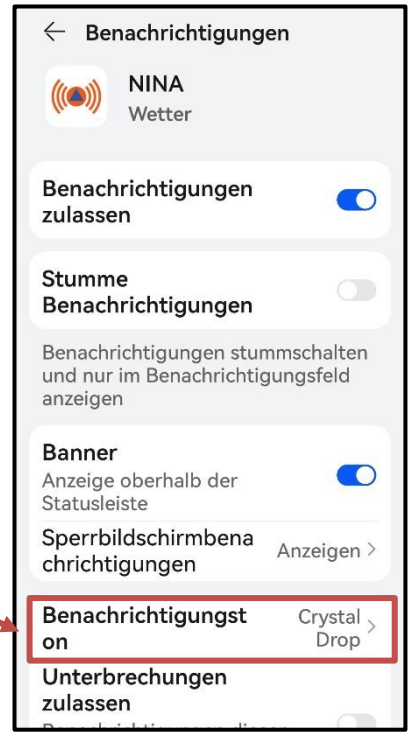 Benachrichtigungen
NINA
Wetter
Benachrichtigungen
zulassen
Stumme
Benachrichtigungen
Benachrichtigungen stummschalten
und nur im Benachrichtigungsfeld
anzeigen
Banner
Anzeige oberhalb der
Statusleiste
Sperrbildschirmbena
chrichtigungen
Anzeigen >
Benachrichtigungst
on
Crystal
Drop >
Unterbrechungen
zulassen